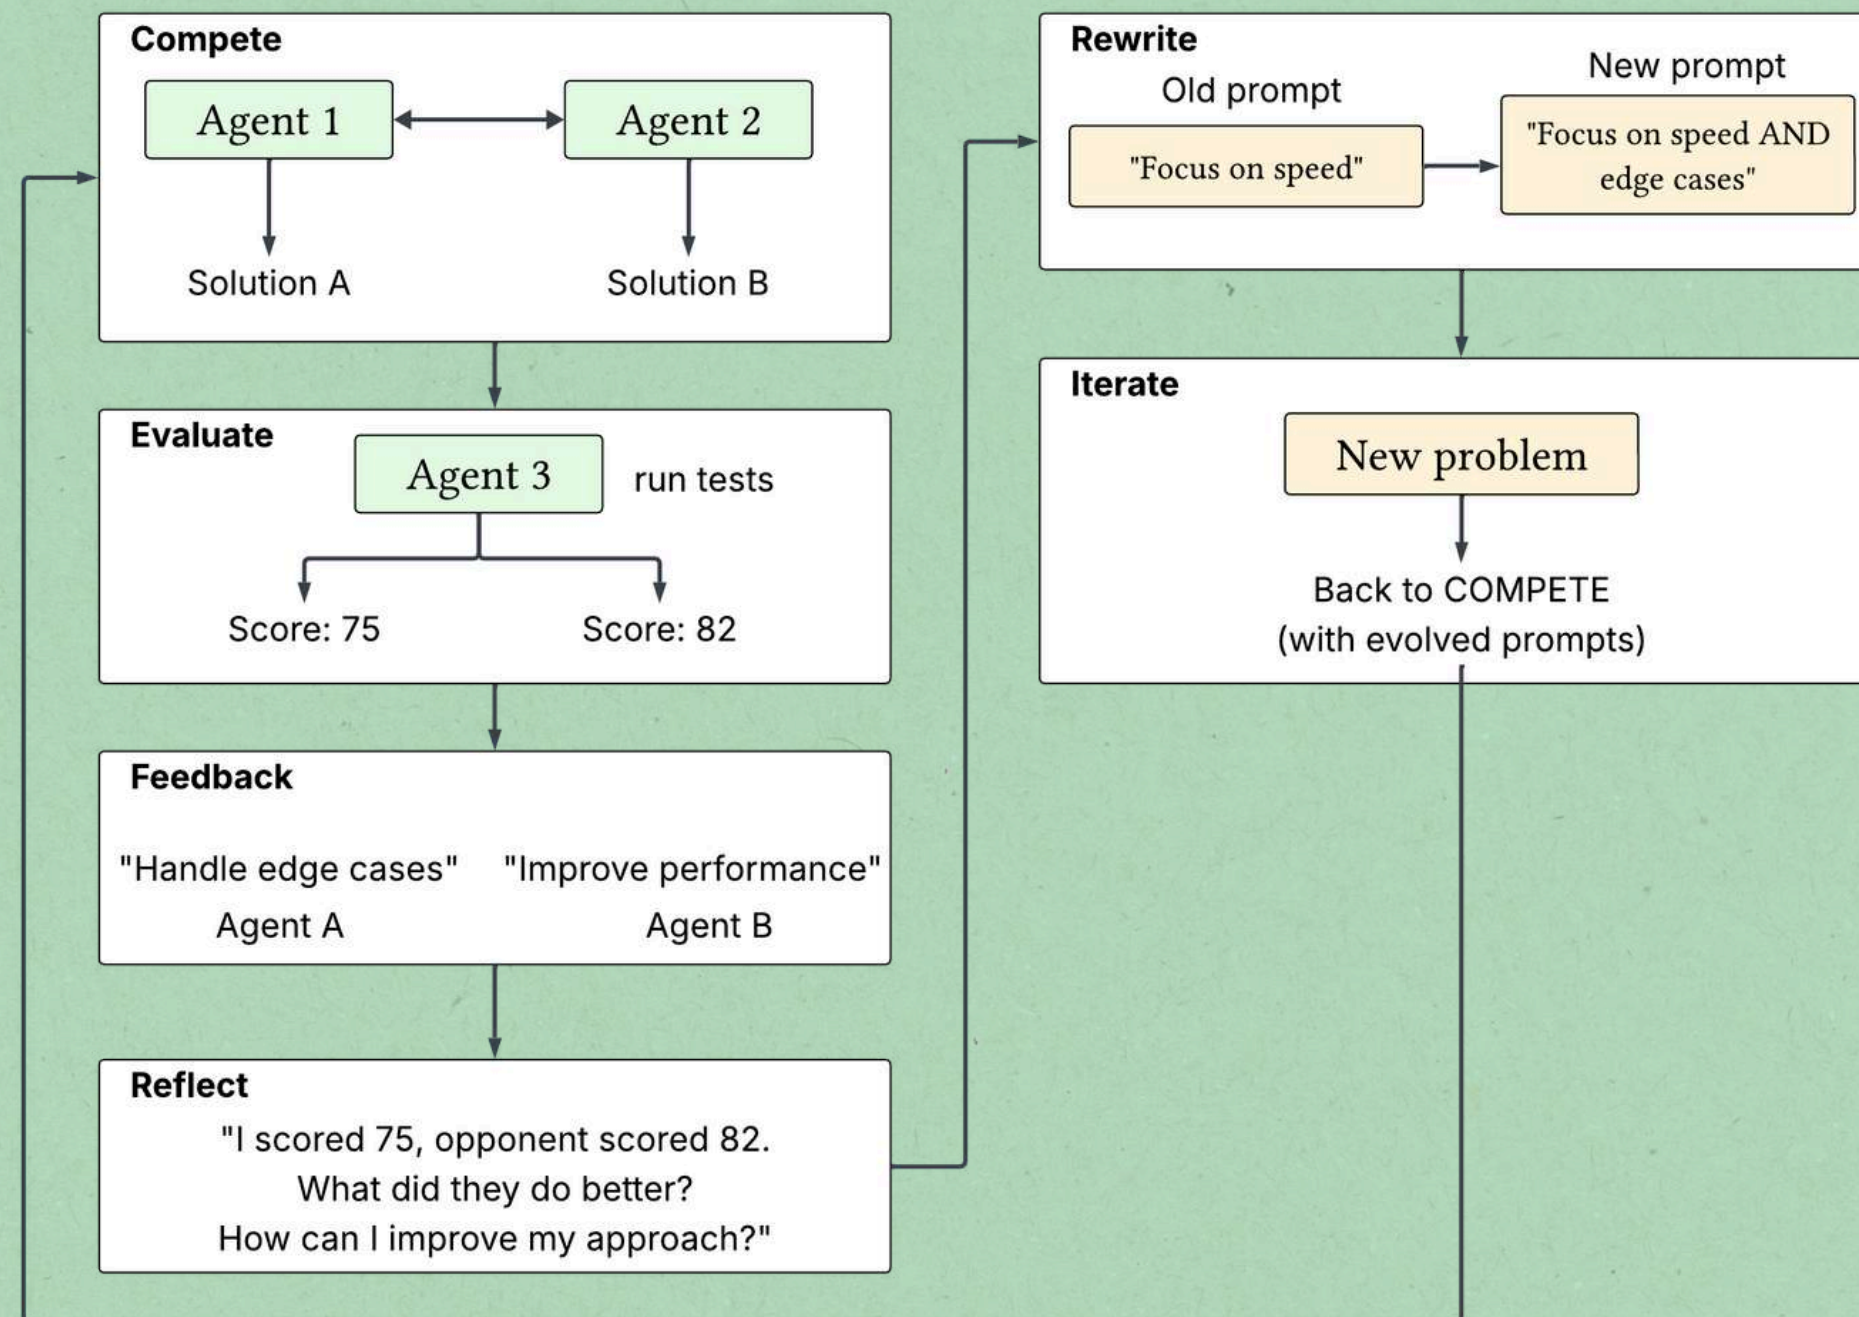 Compete
Agent 1
Agent 2
Solution A
Solution B
Evaluate
Agent 3
run tests
Score: 75
Score: 82
Feedback
"Handle edge cases"
"Improve performance"
Agent A
Agent B
Reflect
"I scored 75, opponent scored 82.
What did they do better?
How can I improve my approach?"
Rewrite
Old prompt
New prompt
"Focus on speed"
"Focus on speed AND
edge cases"
Iterate
New problem
Back to COMPETE
(with evolved prompts)